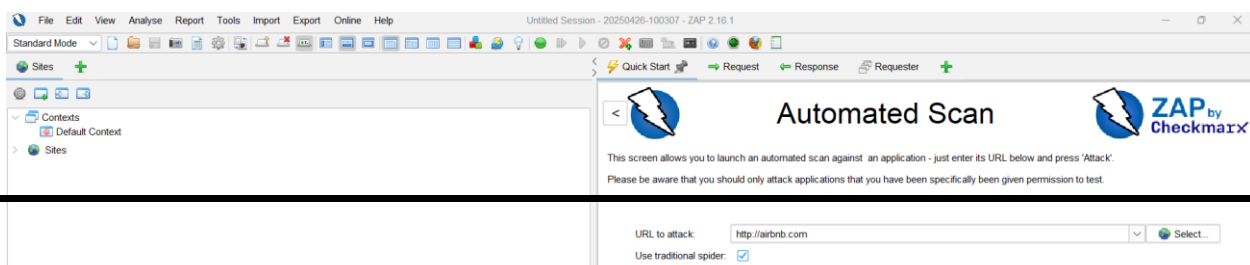 File Edit View Analyse Report Tools Import Export Online Help Untitled Session - 20250426-100307 - ZAP 2.16.1
Standard Mode
Sites
Quick Start Request Response Requester
<
Automated Scan
ZAP by Checkmarx
Contexts
Default Context
Sites
This screen allows you to launch an automated scan against an application - just enter its URL below and press 'Attack'.
Please be aware that you should only attack applications that you have been specifically been given permission to test.
URL to attack: http://airbnb.com Select...
Use traditional spider: